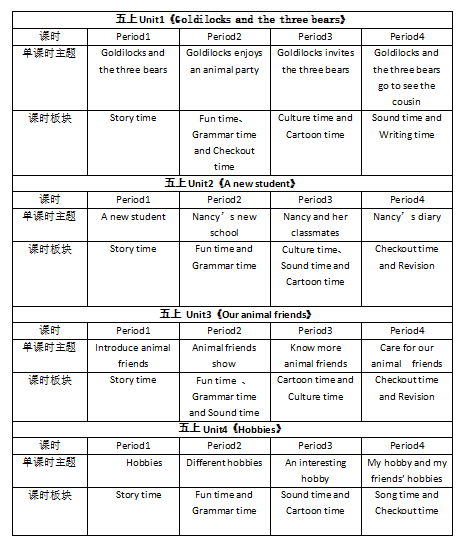 五上 Unit1《Goldilocks and the three bears》
课时 Period1 Period2 Period3 Period4
单课时主题 Goldilocks and Goldilocks enjoys Goldilocks invites Goldilocks and
the three bears an animal party the three bears the three bears
go to see the
cousin
课时板块 Story time Fun time、 Culture time and Sound time and
Grammar time Cartoon time Writing time
and Checkout
time
五上 Unit2《A new student》
课时 Period1 Period2 Period3 Period4
单课时主题 A new student Nancy’s new Nancy and her Nancy’s diary
school classmates
课时板块 Story time Fun time and Culture time、 Checkout time
Grammar time Sound time and and Revision
Cartoon time
五上 Unit3《Our animal friends》
课时 Period1 Period2 Period3 Period4
单课时主题 Introduce animal Animal friends Know more Care for our
friends show animal friends animal friends
课时板块 Story time Fun time 、 Cartoon time and Checkout time
Grammar time Culture time and Revision
and Sound time
五上 Unit4《Hobbies》
课时 Period1 Period2 Period3 Period4
单课时主题 Hobbies Different hobbies An interesting My hobby and my
hobby friends’ hobbies
课时板块 Story time Fun time and Sound time and Song time and
Grammar time Cartoon time Checkout time